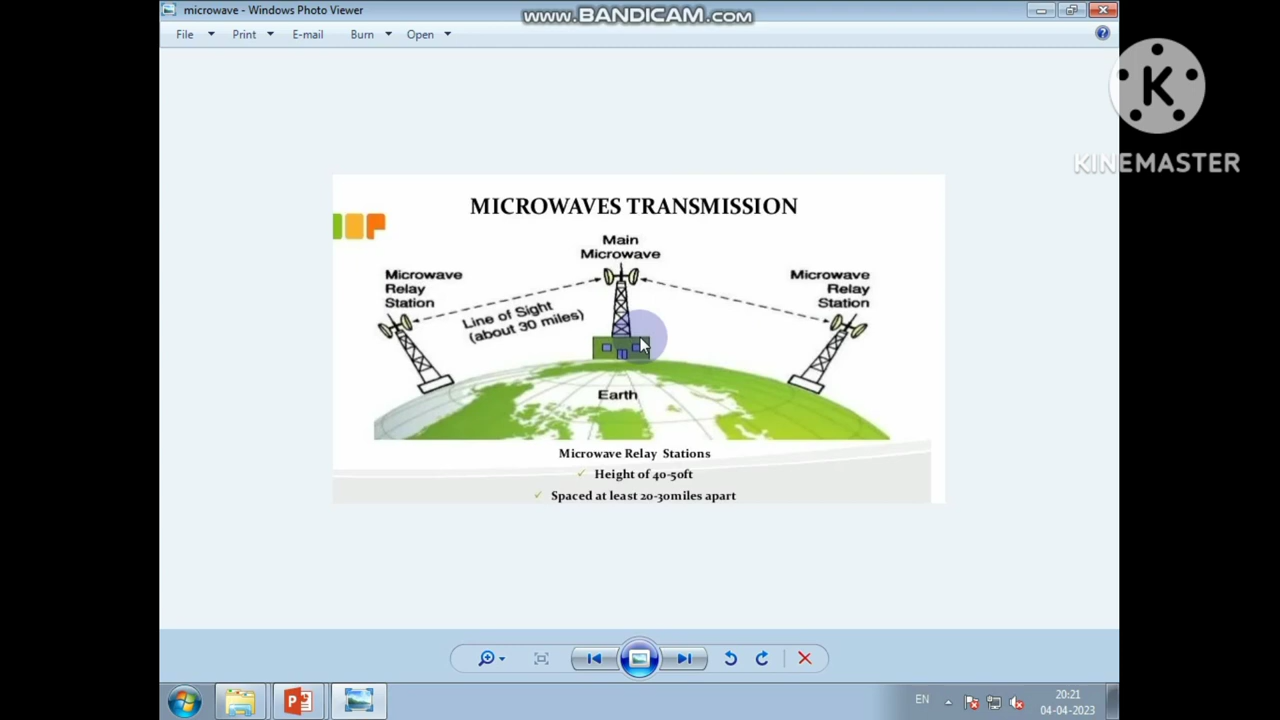 microwave - Windows Photo Viewer
www.BANDICAM.com
File
Print
E-mail
Burn
Open
?
K
KINEMASTER
MICROWAVES TRANSMISSION
Main
Microwave
Microwave
Relay
Station
Microwave
Relay
Station
Line of Sight
(about 30 miles)
Earth
Microwave Relay Stations
✓ Height of 40-50ft
✓ Spaced at least 20-30miles apart
EN
20:21
04-04-2023